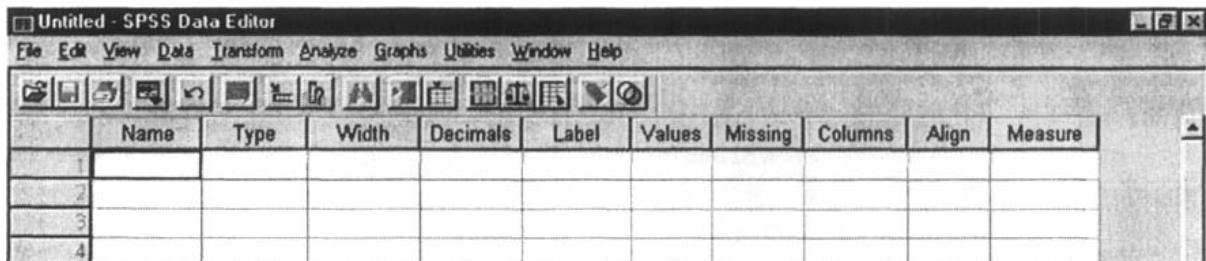 Untitled - SPSS Data Editor
File Edit View Data Transform Analyze Graphs Utilities Window Help
Name Type Width Decimals Label Values Missing Columns Align Measure
1
2
3
4